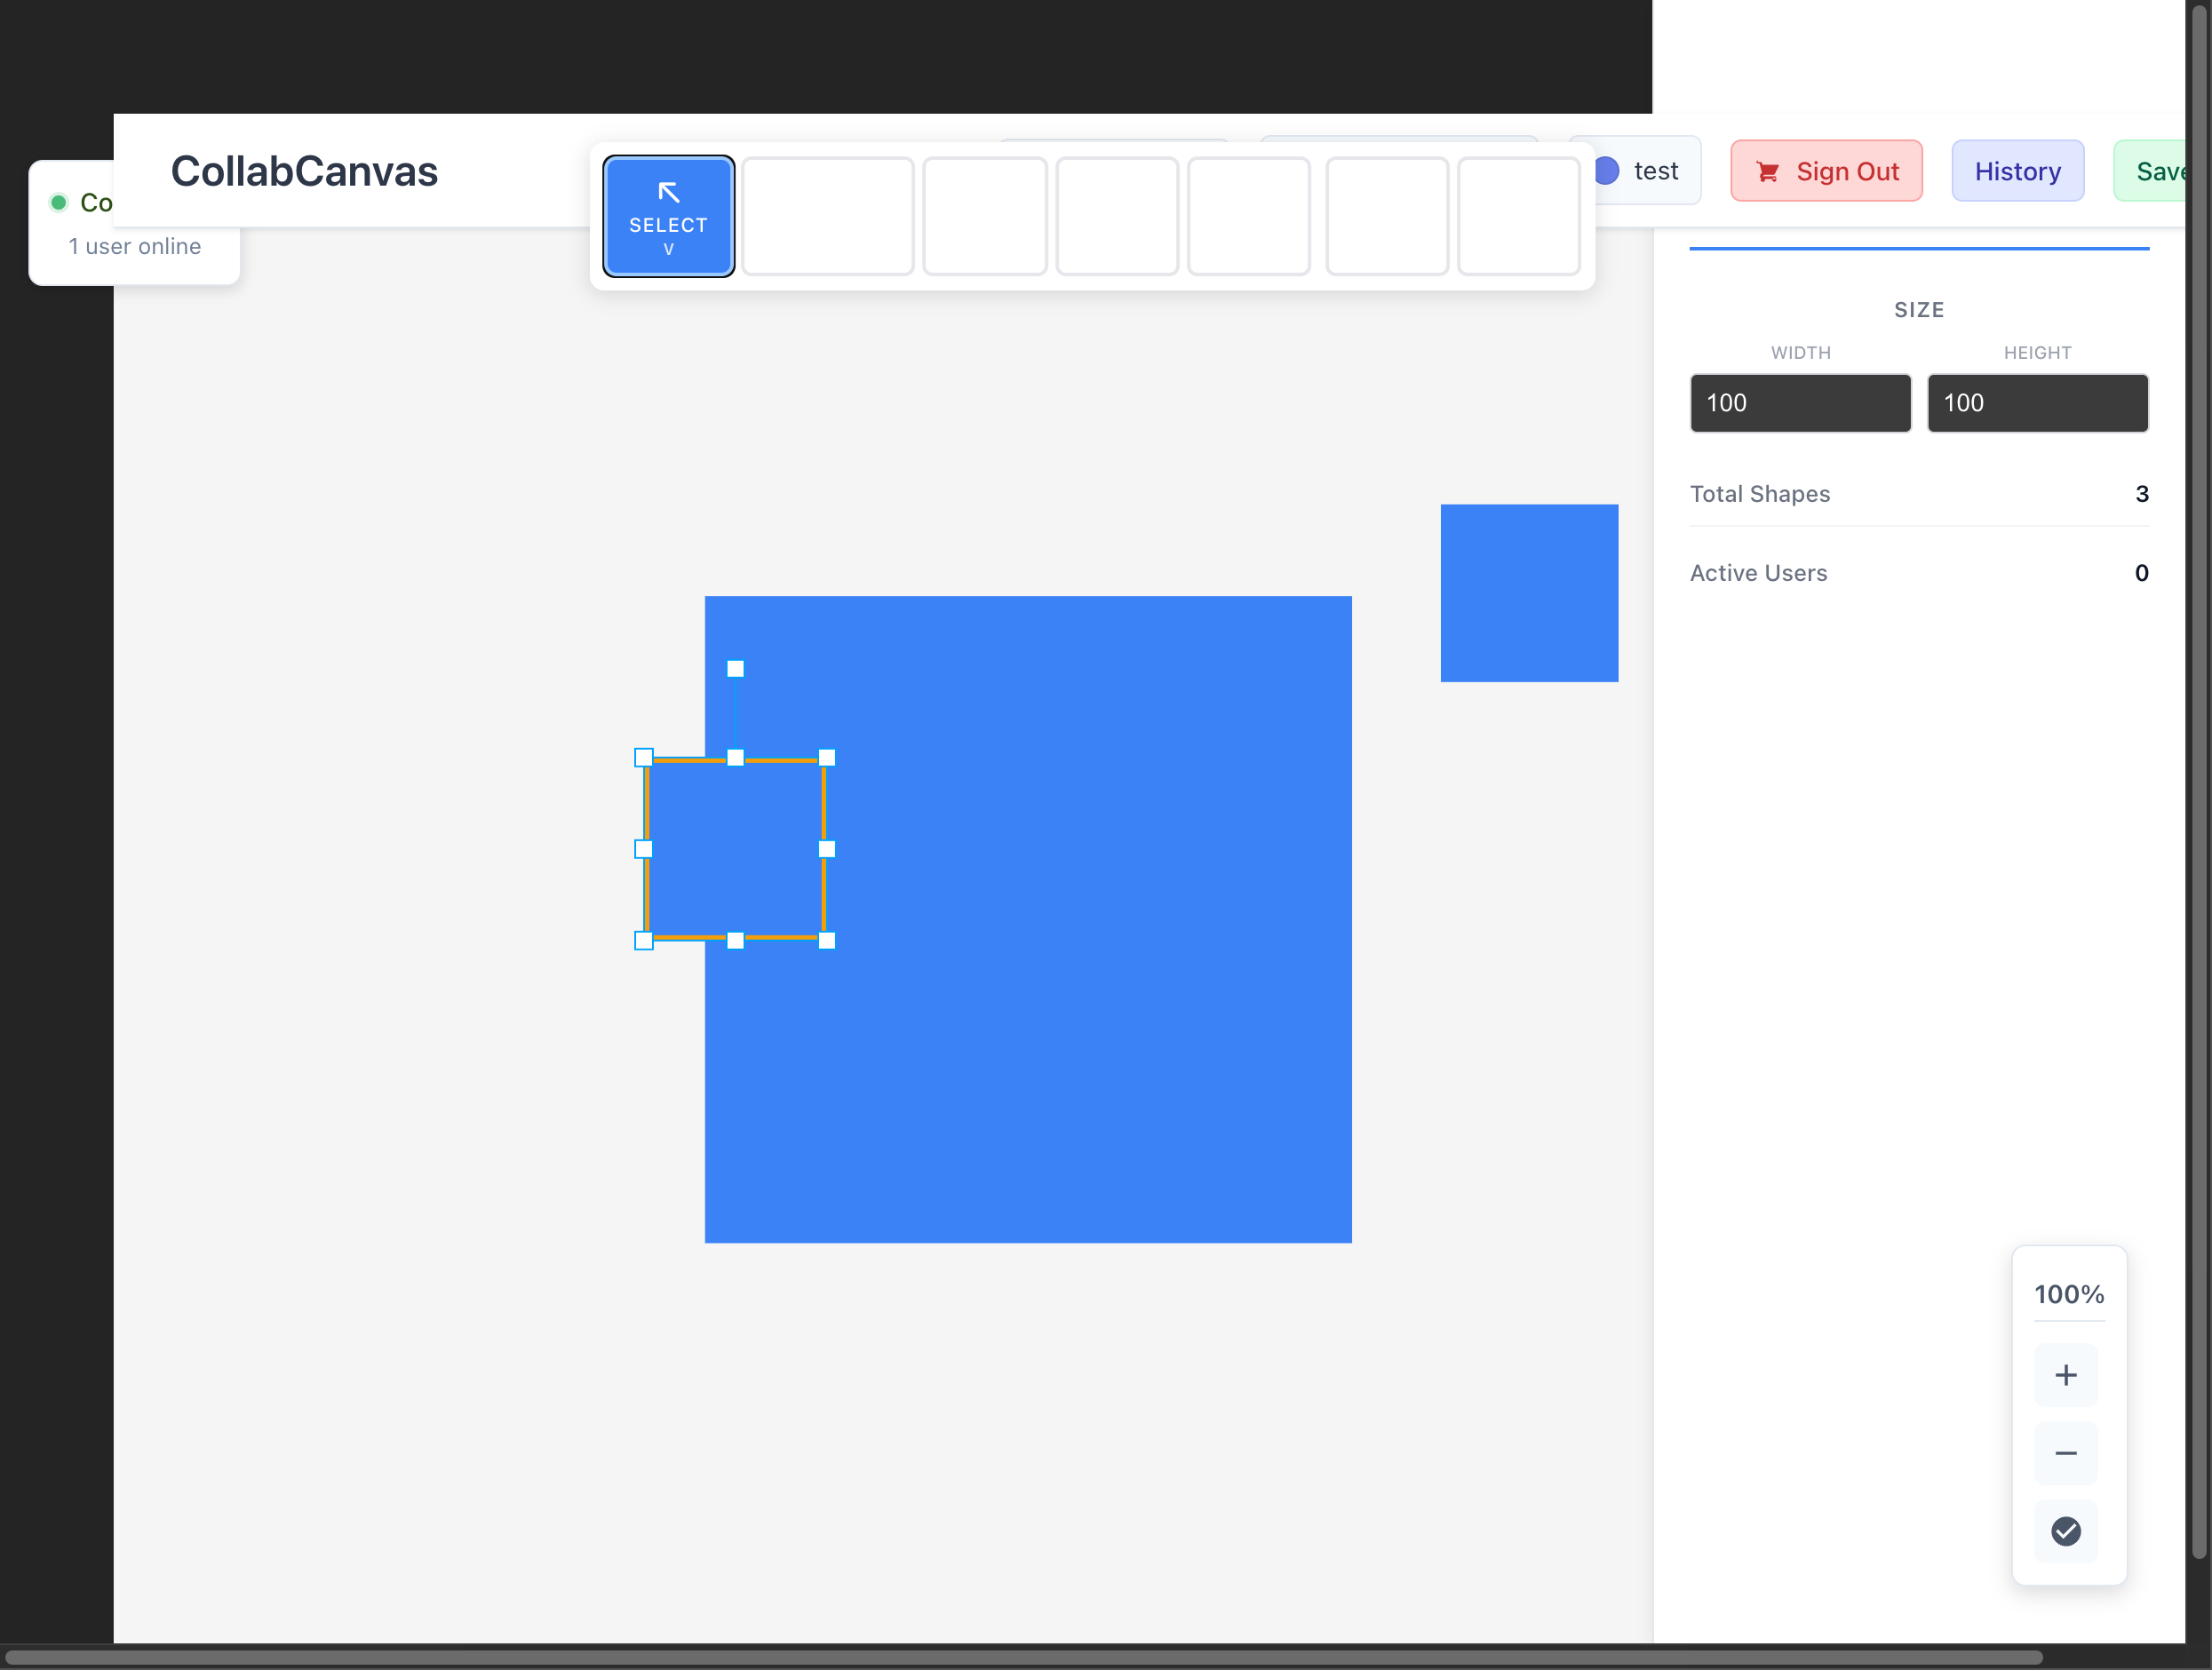 CollabCanvas
SELECT
V
test
Sign Out
History
Save
Co
1 user online
SIZE
WIDTH
HEIGHT
100
100
Total Shapes
3
Active Users
0
100%